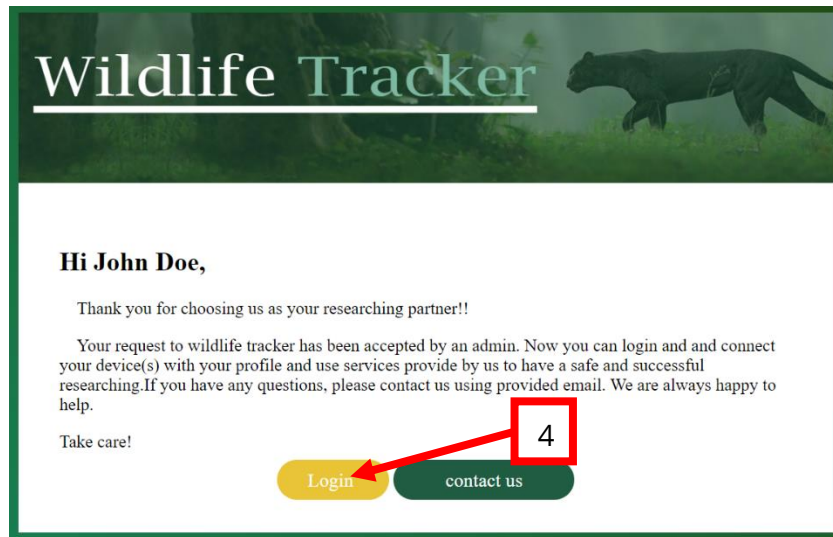 Wildlife Tracker
Hi John Doe,
Thank you for choosing us as your researching partner!!
Your request to wildlife tracker has been accepted by an admin. Now you can login and and connect
your device(s) with your profile and use services provide by us to have a safe and successful
researching.If you have any questions, please contact us using provided email. We are always happy to
help.
Take care!
4
Login contact us